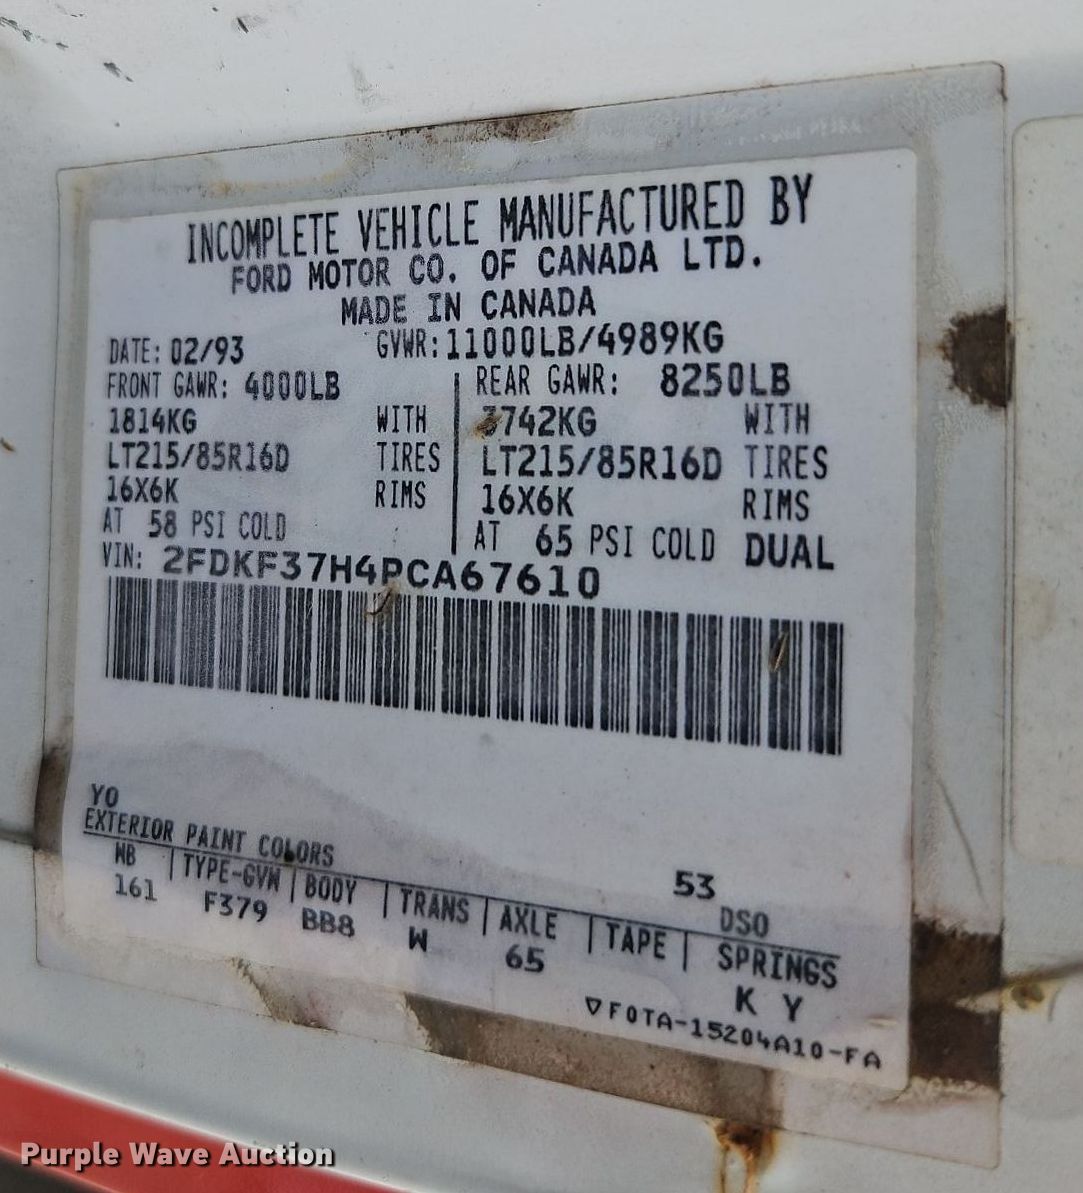 INCOMPLETE VEHICLE MANUFACTURED BY
FORD MOTOR CO. OF CANADA LTD.
MADE IN CANADA
DATE: 02/93 GVWR: 11000LB/4989KG
FRONT GAWR: 4000LB REAR GAWR: 8250LB
1814KG WITH 3742KG WITH
LT215/85R16D TIRES LT215/85R16D TIRES
16X6K RIMS 16X6K RIMS
AT 58 PSI COLD AT 65 PSI COLD DUAL
VIN: 2FDKF37H4PCA67610
YO
EXTERIOR PAINT COLORS 53 DSO
WB | TYPE-GVW | BODY | TRANS | AXLE | TAPE | SPRINGS
161 F379 BB8 W 65 K Y
▽F0TA-15204A10-FA
Purple Wave Auction